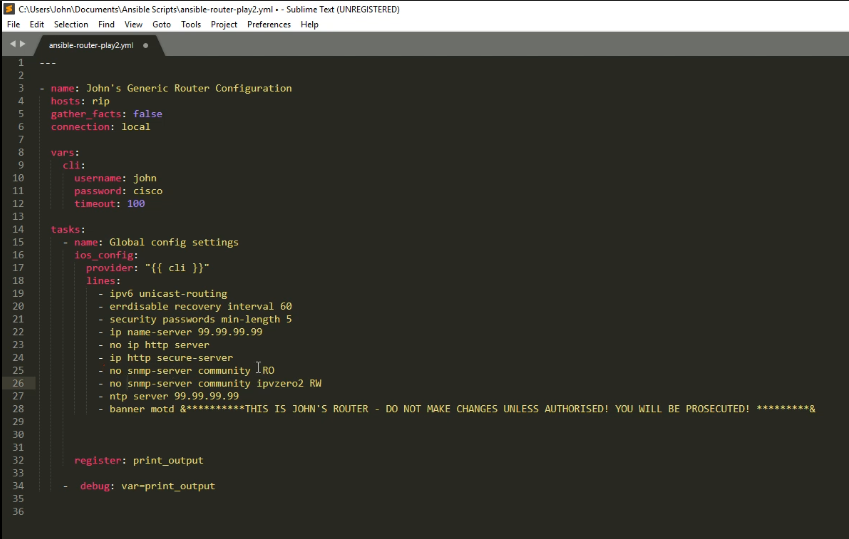 C:\Users\John\Documents\Ansible Scripts\ansible-router-play2.yml • - Sublime Text (UNREGISTERED)
File Edit Selection Find View Goto Tools Project Preferences Help
ansible-router-play2.yml
1 ---
2
3 - name: John's Generic Router Configuration
4 hosts: rip
5 gather_facts: false
6 connection: local
7
8 vars:
9 cli:
10 username: john
11 password: cisco
12 timeout: 100
13
14 tasks:
15 - name: Global config settings
16 ios_config:
17 provider: "{{ cli }}"
18 lines:
19 - ipv6 unicast-routing
20 - errdisable recovery interval 60
21 - security passwords min-length 5
22 - ip name-server 99.99.99.99
23 - no ip http server
24 - ip http secure-server
25 - no snmp-server community RO
26 - no snmp-server community ipvzero2 RW
27 - ntp server 99.99.99.99
28 - banner motd &**********THIS IS JOHN'S ROUTER - DO NOT MAKE CHANGES UNLESS AUTHORISED! YOU WILL BE PROSECUTED! *********&
29
30
31
32 register: print_output
33
34 - debug: var=print_output
35
36